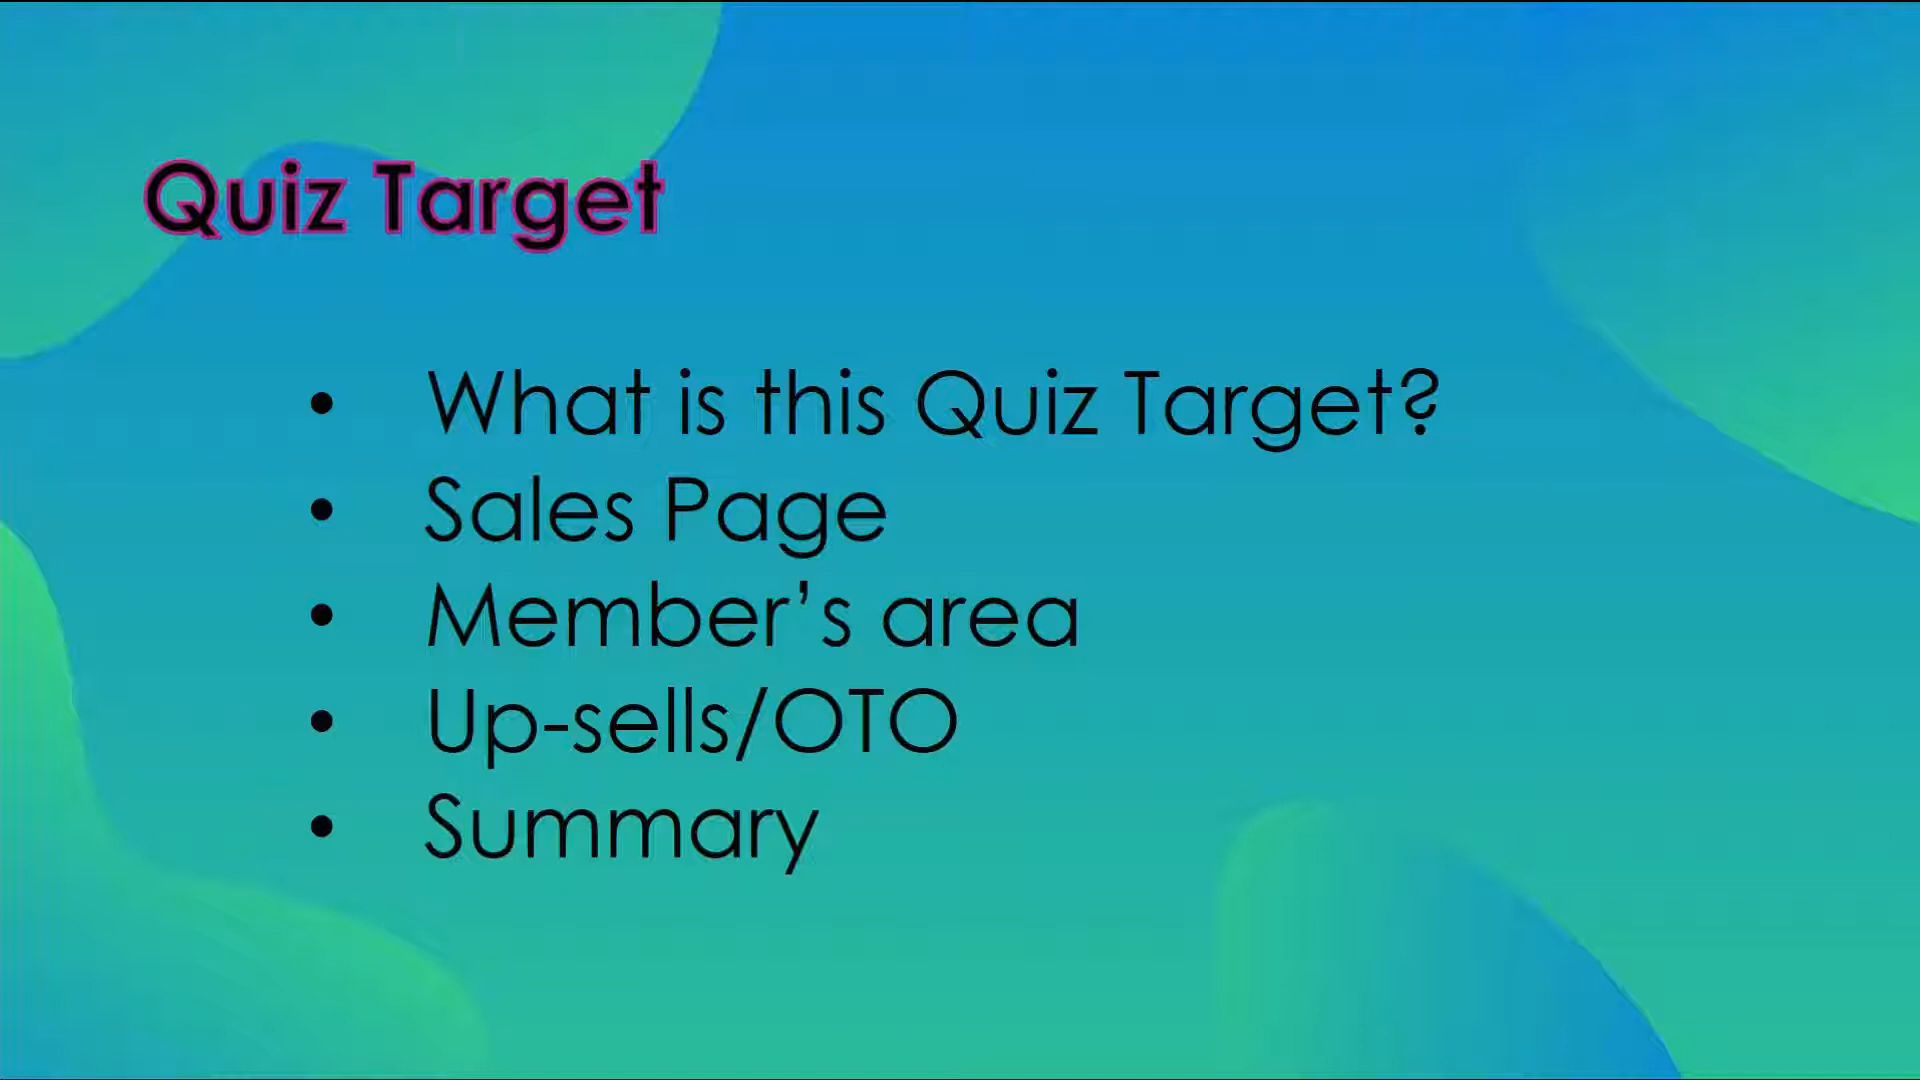 Quiz Target
• What is this Quiz Target?
• Sales Page
• Member’s area
• Up-sells/OTO
• Summary